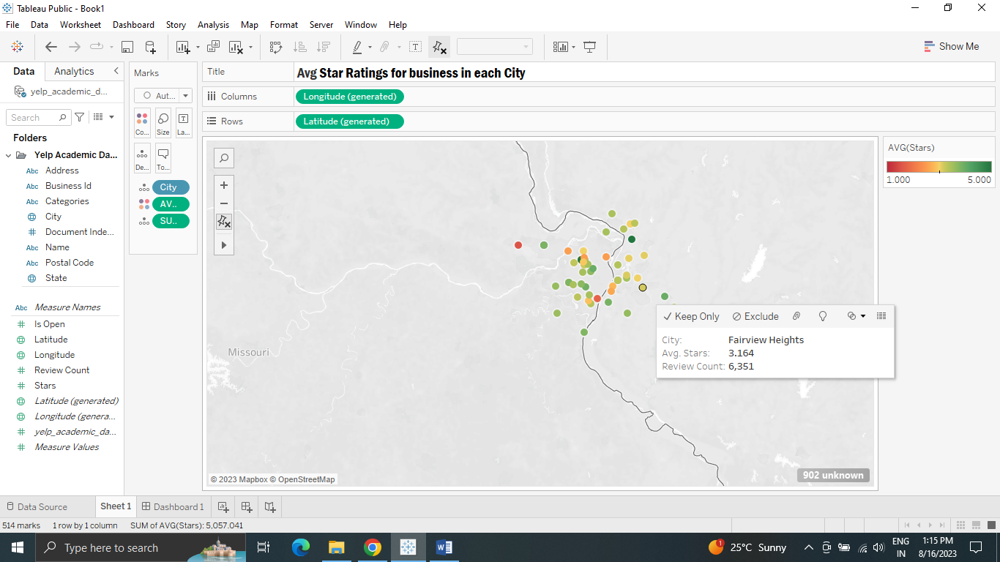 Tableau Public - Book1
File Data Worksheet Dashboard Story Analysis Map Format Server Window Help
Show Me
Data Analytics
yelp_academic_d...
Search
Folders
Yelp Academic Da...
Abc Address
Abc Business Id
Abc Categories
City
Document Inde...
Abc Name
Abc Postal Code
State
Abc Measure Names
Is Open
Latitude
Longitude
Review Count
Stars
Latitude (generated)
Longitude (genera...
yelp_academic_da...
Measure Values
Marks
Aut...
Co... Size La...
De... To...
City
AV..
SU..
Title Avg Star Ratings for business in each City
Columns Longitude (generated)
Rows Latitude (generated)
Missouri
Keep Only Exclude
City: Fairview Heights
Avg. Stars: 3.164
Review Count: 6,351
© 2023 Mapbox © OpenStreetMap
902 unknown
AVG(Stars)
1.000 5.000
Data Source Sheet 1 Dashboard 1
514 marks 1 row by 1 column SUM of AVG(Stars): 5,057.041
Type here to search
1
25°C Sunny
ENG
IN
1:15 PM
8/16/2023